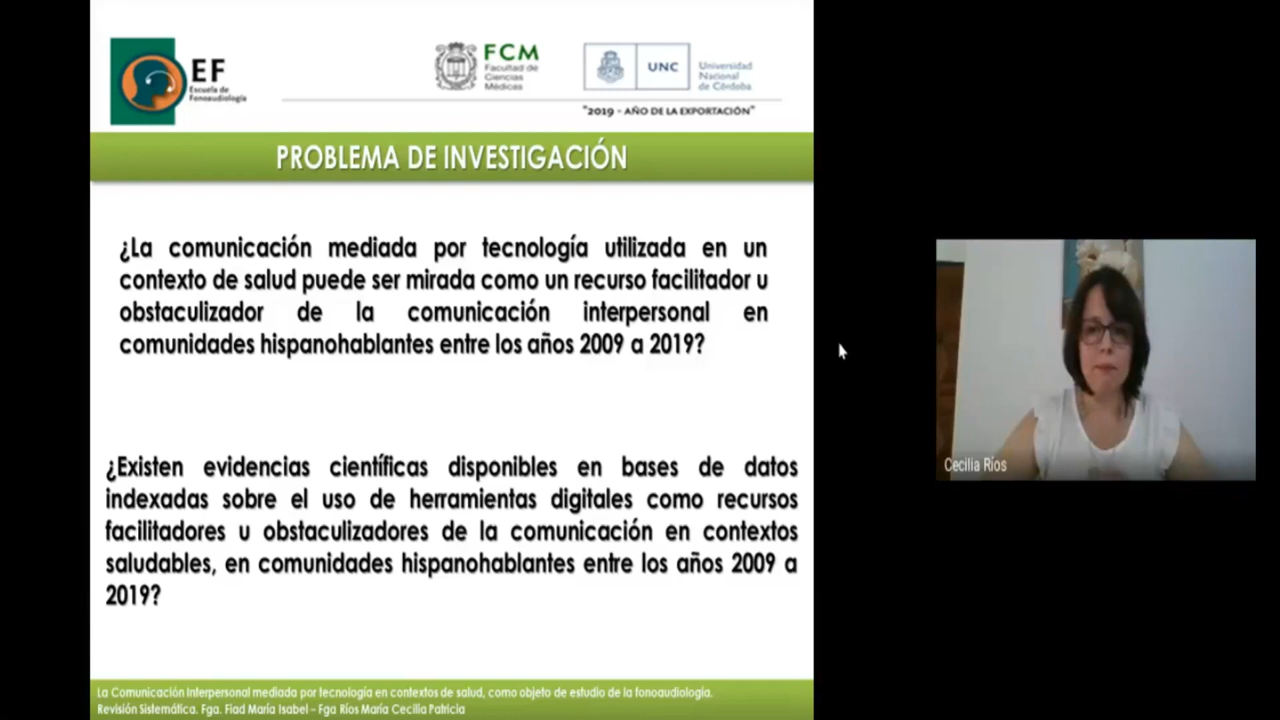 EF
Escuela de
Fonoaudiología
FCM
Facultad de
Ciencias
Médicas
UNC
Universidad
Nacional
de Córdoba
"2019 - AÑO DE LA EXPORTACIÓN"
PROBLEMA DE INVESTIGACIÓN
¿La comunicación mediada por tecnología utilizada en un
contexto de salud puede ser mirada como un recurso facilitador u
obstaculizador de la comunicación interpersonal en
comunidades hispanohablantes entre los años 2009 a 2019?
¿Existen evidencias científicas disponibles en bases de datos
indexadas sobre el uso de herramientas digitales como recursos
facilitadores u obstaculizadores de la comunicación en contextos
saludables, en comunidades hispanohablantes entre los años 2009 a
2019?
Cecilia Ríos
La Comunicación Interpersonal mediada por tecnología en contextos de salud, como objeto de estudio de la fonoaudiología.
Revisión Sistemática. Fga. Fiad María Isabel – Fga Ríos María Cecilia Patricia